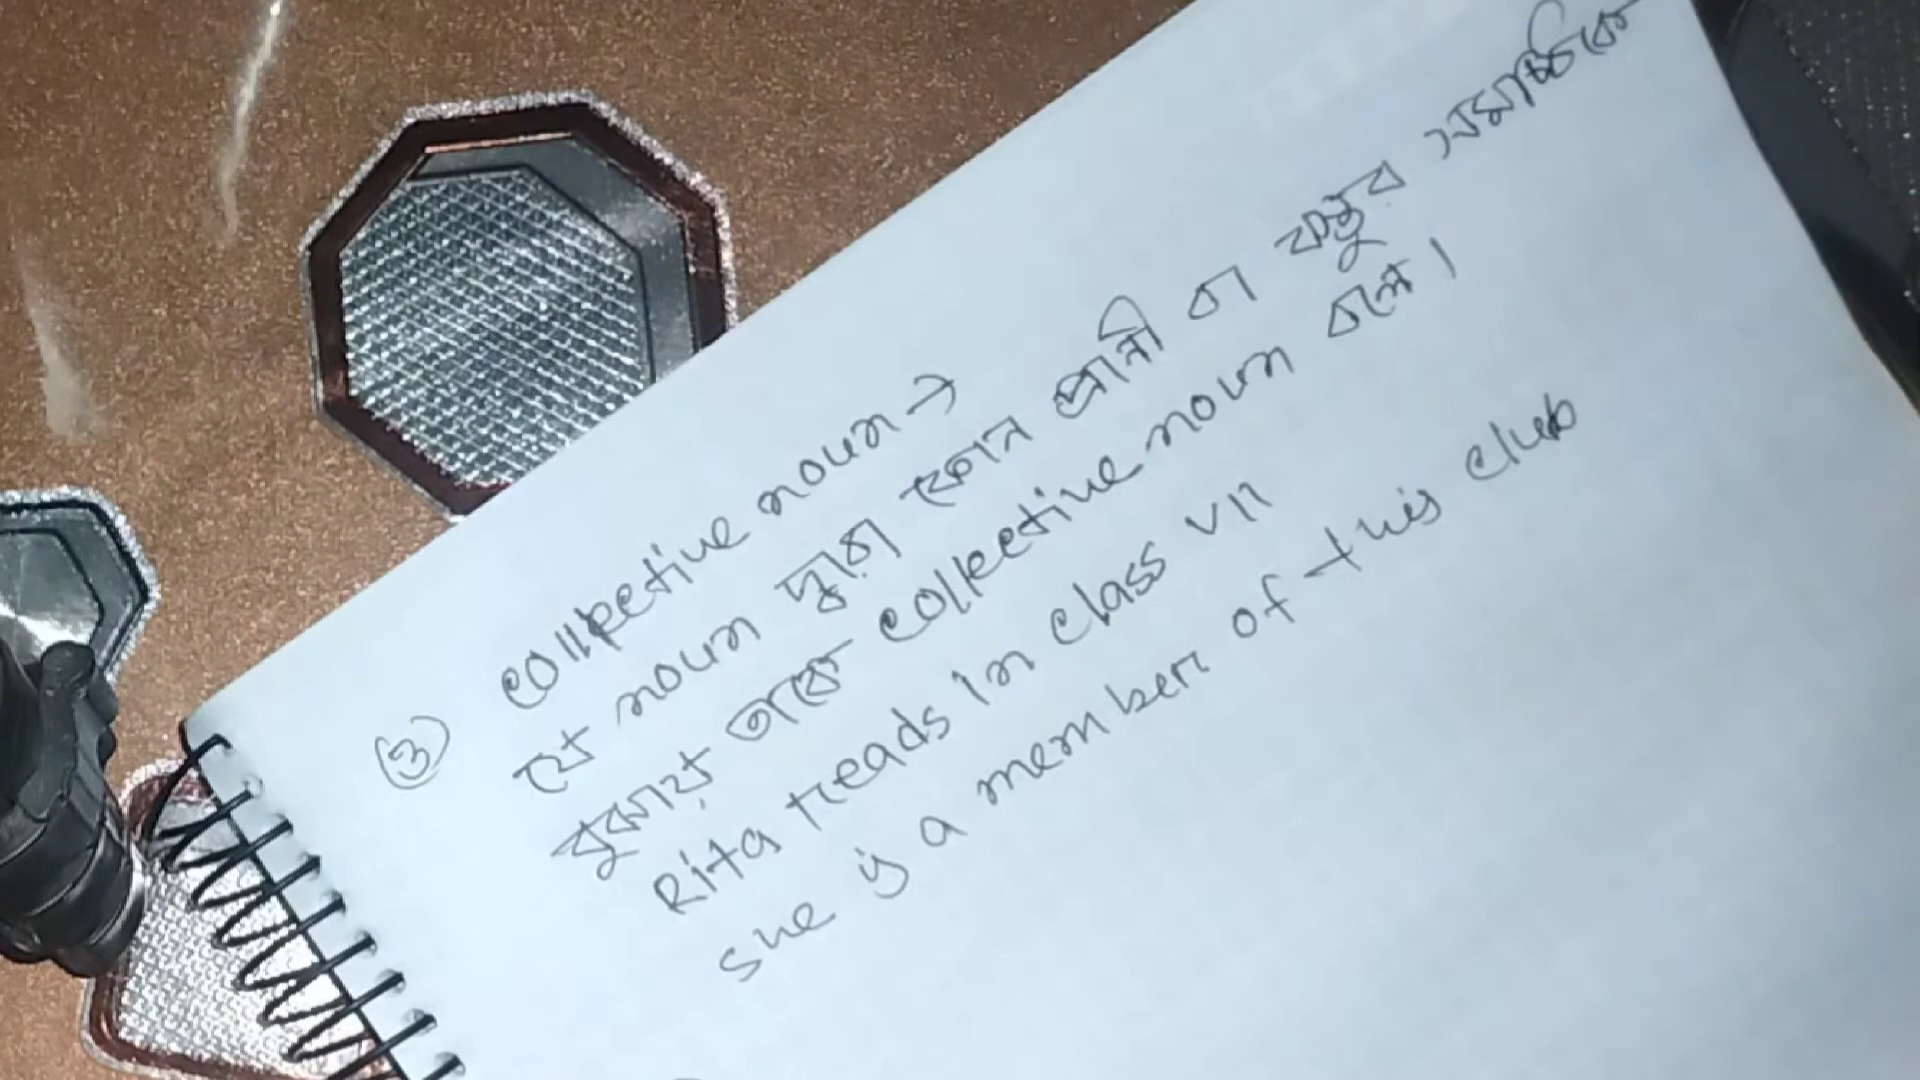 ③ collective noun →
যে noun দ্বারা কোন প্রানী বা বস্তুর সমষ্টিকে
বুঝায় তাকে collective noun বলে।
Rita reads in class VII
she is a member of this club